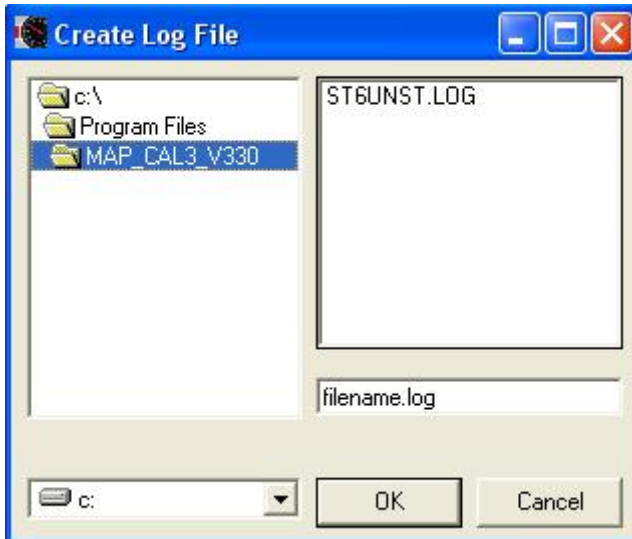 Create Log File
c:\
Program Files
MAP_CAL3_V330
ST6UNST.LOG
filename.log
c:
OK
Cancel